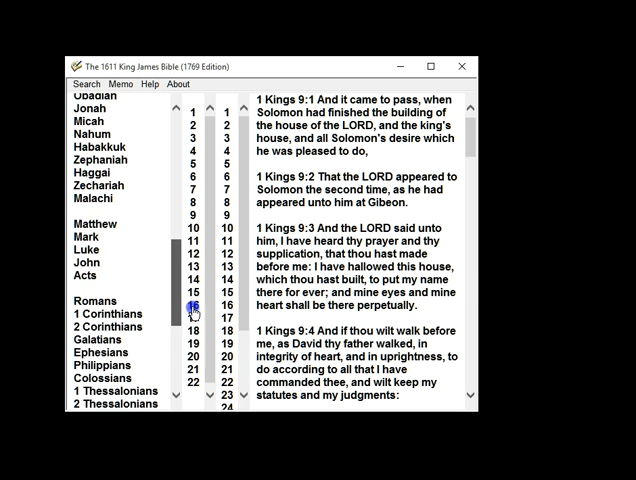 The 1611 King James Bible (1769 Edition)
Search Memo Help About
Obadiah
Jonah
Micah
Nahum
Habakkuk
Zephaniah
Haggai
Zechariah
Malachi
Matthew
Mark
Luke
John
Acts
Romans
1 Corinthians
2 Corinthians
Galatians
Ephesians
Philippians
Colossians
1 Thessalonians
2 Thessalonians
1
2
3
4
5
6
7
8
9
10
11
12
13
14
15
16
18
19
20
21
22
1
2
3
4
5
6
7
8
9
10
11
12
13
14
15
16
17
18
19
20
21
22
23
24
1 Kings 9:1 And it came to pass, when
Solomon had finished the building of
the house of the LORD, and the king's
house, and all Solomon's desire which
he was pleased to do,
1 Kings 9:2 That the LORD appeared to
Solomon the second time, as he had
appeared unto him at Gibeon.
1 Kings 9:3 And the LORD said unto
him, I have heard thy prayer and thy
supplication, that thou hast made
before me: I have hallowed this house,
which thou hast built, to put my name
there for ever; and mine eyes and mine
heart shall be there perpetually.
1 Kings 9:4 And if thou wilt walk before
me, as David thy father walked, in
integrity of heart, and in uprightness, to
do according to all that I have
commanded thee, and wilt keep my
statutes and my judgments: